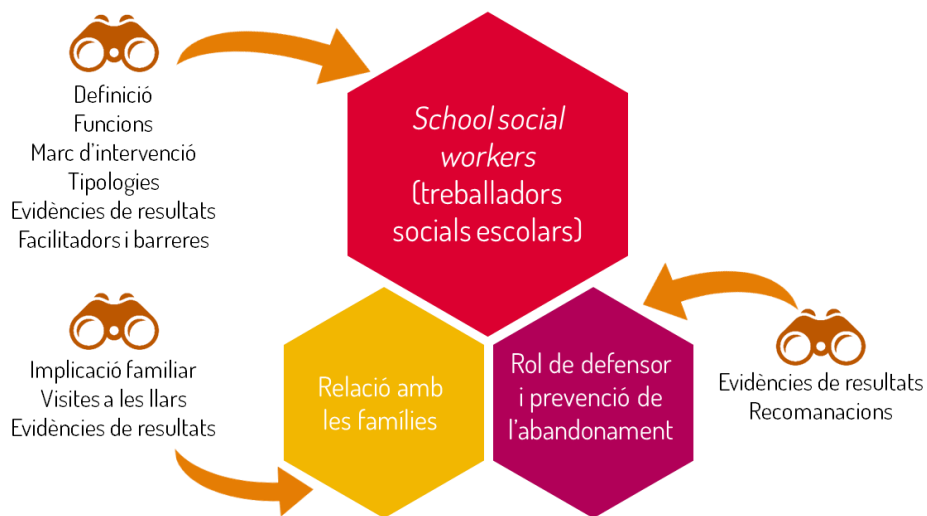 Definició
Funcions
Marc d'intervenció
Tipologies
Evidències de resultats
Facilitadors i barreres
School social
workers
(treballadors
socials escolars)
Implicació familiar
Visites a les llars
Evidències de resultats
Relació amb
les famílies
Rol de defensor
i prevenció de
l'abandonament
Evidències de resultats
Recomanacions